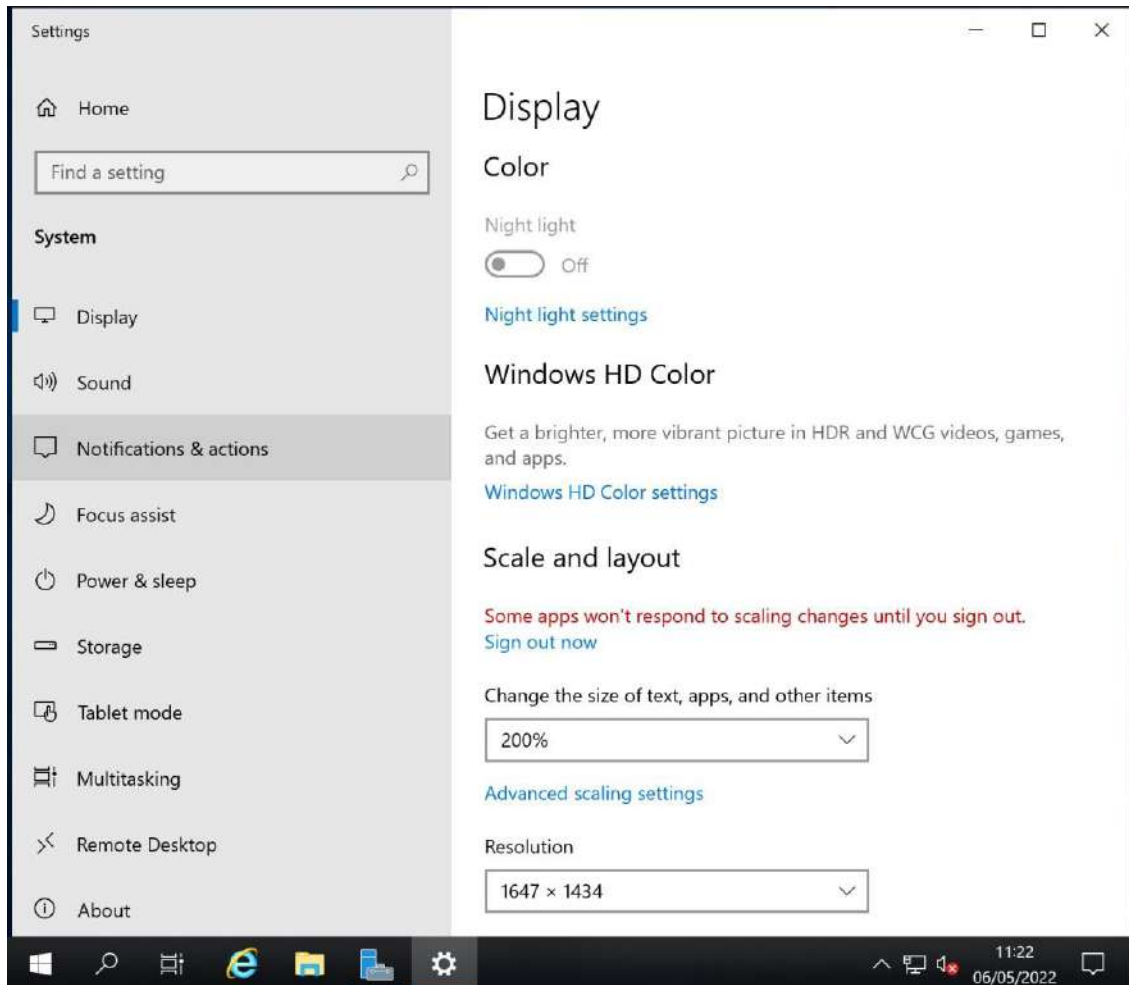 Settings
Home
Find a setting
System
Display
Sound
Notifications & actions
Focus assist
Power & sleep
Storage
Tablet mode
Multitasking
Remote Desktop
About
Display
Color
Night light
Off
Night light settings
Windows HD Color
Get a brighter, more vibrant picture in HDR and WCG videos, games,
and apps.
Windows HD Color settings
Scale and layout
Some apps won't respond to scaling changes until you sign out.
Sign out now
Change the size of text, apps, and other items
200%
Advanced scaling settings
Resolution
1647 × 1434
11:22
06/05/2022